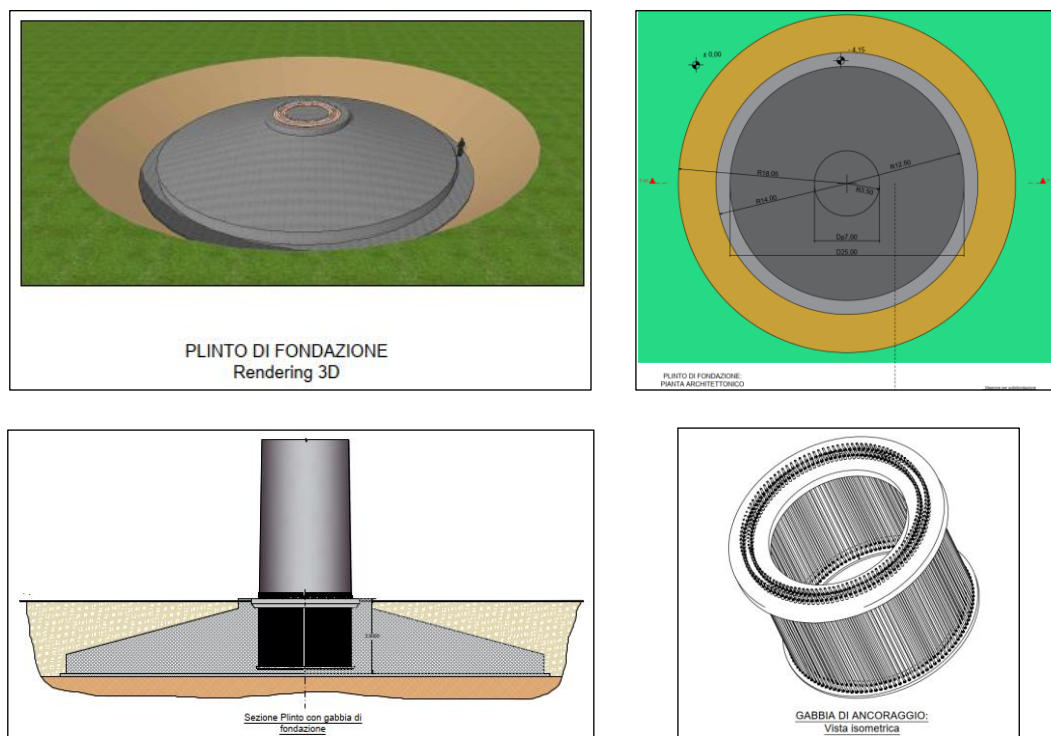 PLINTO DI FONDAZIONE
Rendering 3D
± 0,00
- 4,15
R18.05
R12.50
R14.00
R3.50
Dp7,00
D25,00
PLINTO DI FONDAZIONE:
PIANTA ARCHITETTONICO
Sezione Plinto con gabbia di
fondazione
GABBIA DI ANCORAGGIO:
Vista isometrica